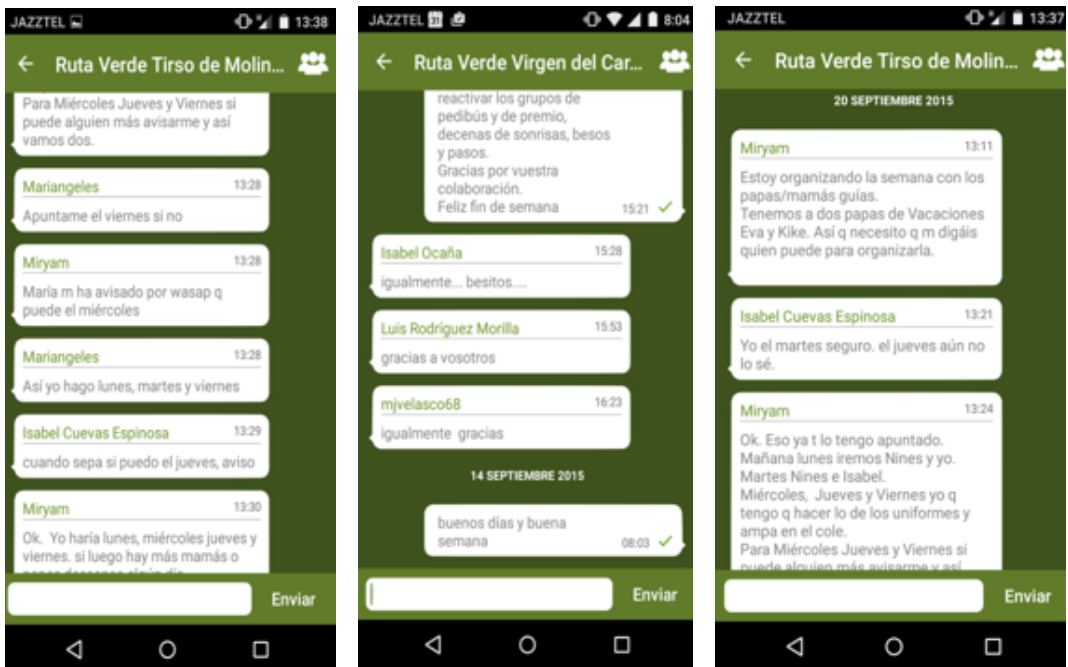 JAZZTEL 13:38
Ruta Verde Tirso de Molin...
Para Miércoles Jueves y Viernes si
puede alguien más avisarme y así
vamos dos.
Mariangeles 13:28
Apuntame el viernes si no
Miryam 13:28
María m ha avisado por wasap q
puede el miércoles
Mariangeles 13:28
Así yo hago lunes, martes y viernes
Isabel Cuevas Espinosa 13:29
cuando sepa si puedo el jueves, aviso
Miryam 13:30
Ok. Yo haría lunes, miércoles jueves y
viernes. si luego hay más mamás o
Enviar
JAZZTEL 31 8:04
Ruta Verde Virgen del Car...
reactivar los grupos de
pedibús y de premio,
decenas de sonrisas, besos
y pasos.
Gracias por vuestra
colaboración.
Feliz fin de semana 15:21
Isabel Ocaña 15:28
igualmente... besitos....
Luis Rodríguez Morilla 15:53
gracias a vosotros
mjvelasco68 16:23
igualmente gracias
14 SEPTIEMBRE 2015
buenos días y buena
semana 08:03
Enviar
JAZZTEL 13:37
Ruta Verde Tirso de Molin...
20 SEPTIEMBRE 2015
Miryam 13:11
Estoy organizando la semana con los
papas/mamás guías.
Tenemos a dos papas de Vacaciones
Eva y Kike. Así q necesito q m digáis
quien puede para organizarla.
Isabel Cuevas Espinosa 13:21
Yo el martes seguro. el jueves aún no
lo sé.
Miryam 13:24
Ok. Eso ya t lo tengo apuntado.
Mañana lunes iremos Nines y yo.
Martes Nines e Isabel.
Miércoles, Jueves y Viernes yo q
tengo q hacer lo de los uniformes y
ampa en el cole.
Para Miércoles Jueves y Viernes si
puede alguien más avisarme y así
Enviar